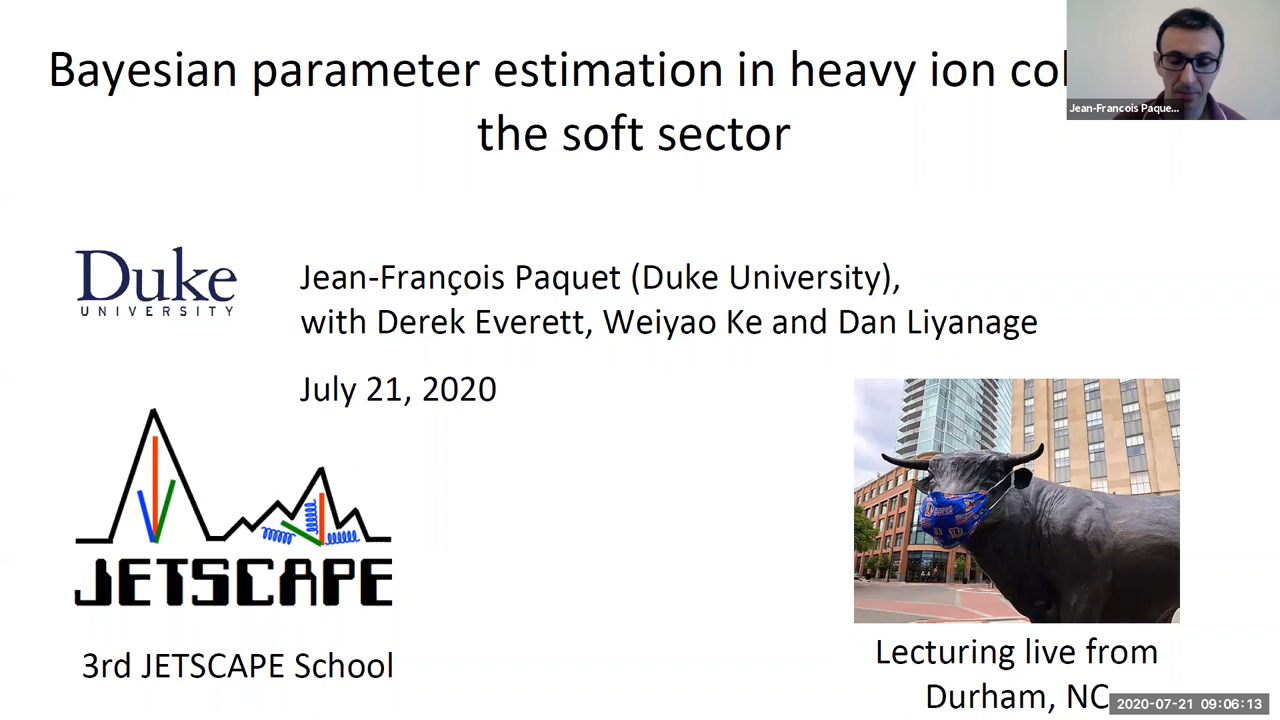 Bayesian parameter estimation in heavy ion
the soft sector
Jean-Francois Paque...
Duke
UNIVERSITY
Jean-François Paquet (Duke University),
with Derek Everett, Weiyao Ke and Dan Liyanage
July 21, 2020
JETSCAPE
3rd JETSCAPE School
Lecturing live from
Durham, NC
2020-07-21 09:06:13